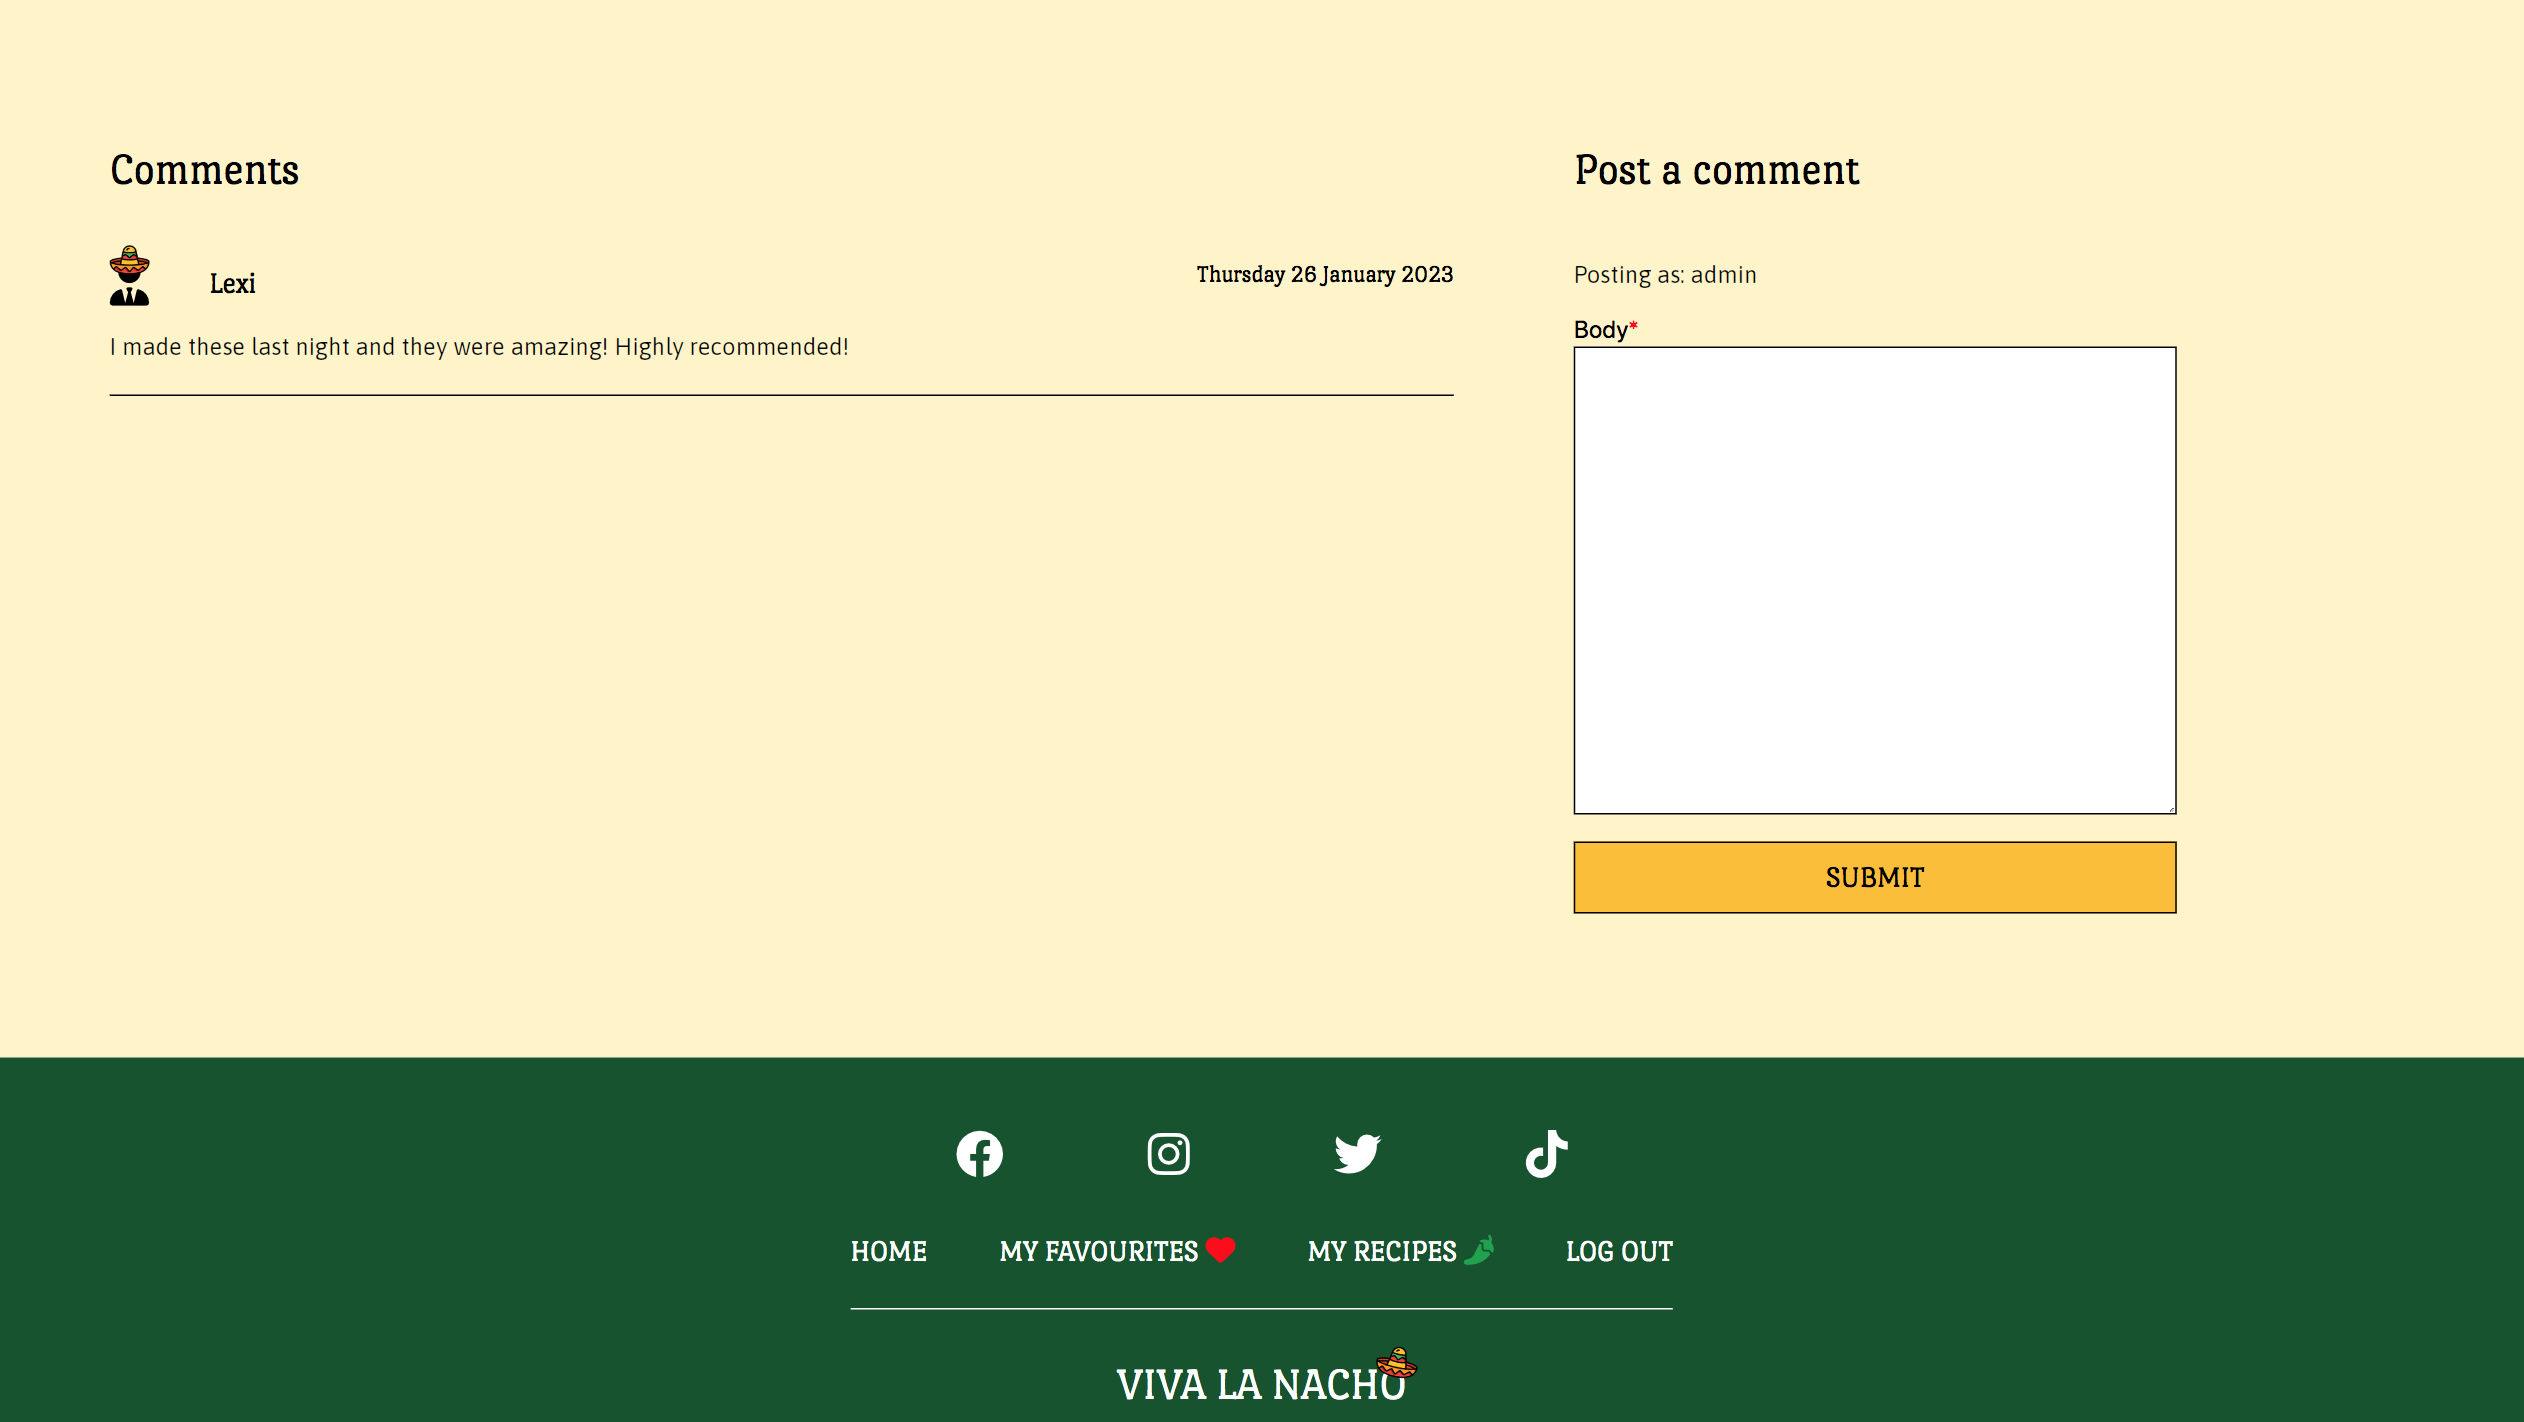 Comments
Lexi
Thursday 26 January 2023
I made these last night and they were amazing! Highly recommended!
Post a comment
Posting as: admin
Body*
SUBMIT
HOME
MY FAVOURITES
MY RECIPES
LOG OUT
VIVA LA NACHO